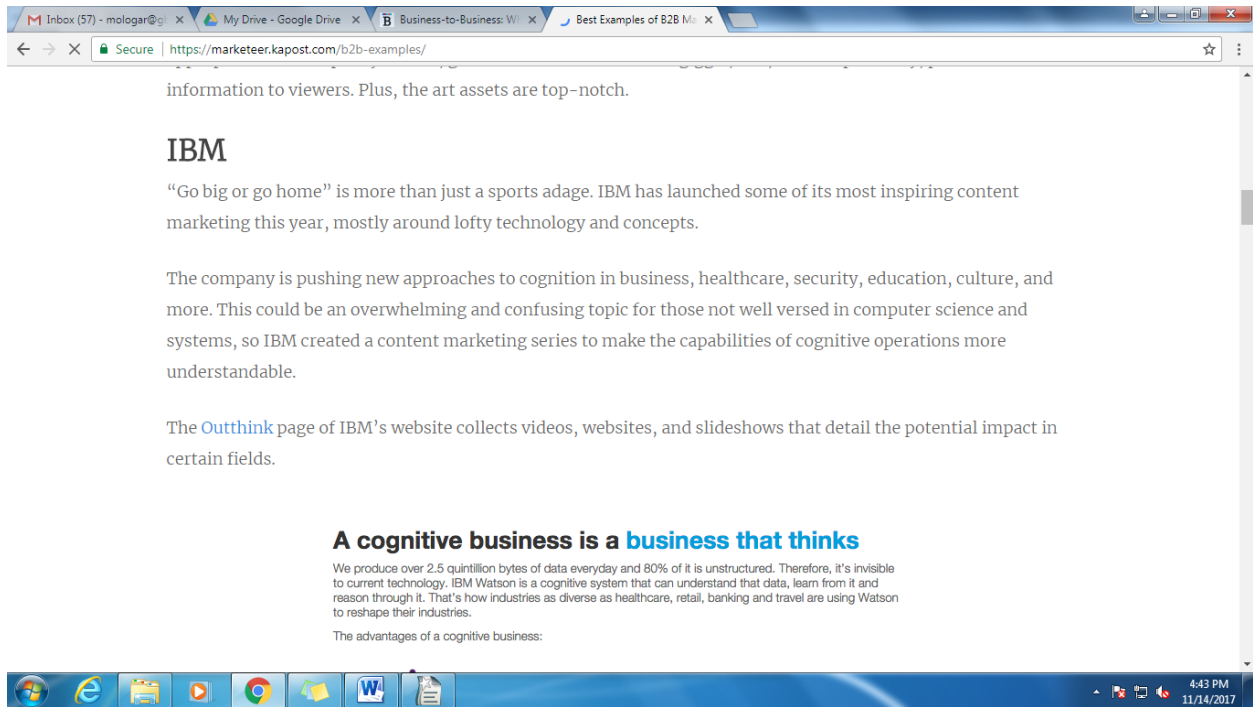 Inbox (57) - mologar@gi
My Drive - Google Drive
Business-to-Business: W
Best Examples of B2B Ma
Secure https://marketeer.kapost.com/b2b-examples/
information to viewers. Plus, the art assets are top-notch.
IBM
“Go big or go home” is more than just a sports adage. IBM has launched some of its most inspiring content
marketing this year, mostly around lofty technology and concepts.
The company is pushing new approaches to cognition in business, healthcare, security, education, culture, and
more. This could be an overwhelming and confusing topic for those not well versed in computer science and
systems, so IBM created a content marketing series to make the capabilities of cognitive operations more
understandable.
The Outthink page of IBM’s website collects videos, websites, and slideshows that detail the potential impact in
certain fields.
A cognitive business is a business that thinks
We produce over 2.5 quintillion bytes of data everyday and 80% of it is unstructured. Therefore, it's invisible
to current technology. IBM Watson is a cognitive system that can understand that data, learn from it and
reason through it. That's how industries as diverse as healthcare, retail, banking and travel are using Watson
to reshape their industries.
The advantages of a cognitive business:
4:43 PM
11/14/2017